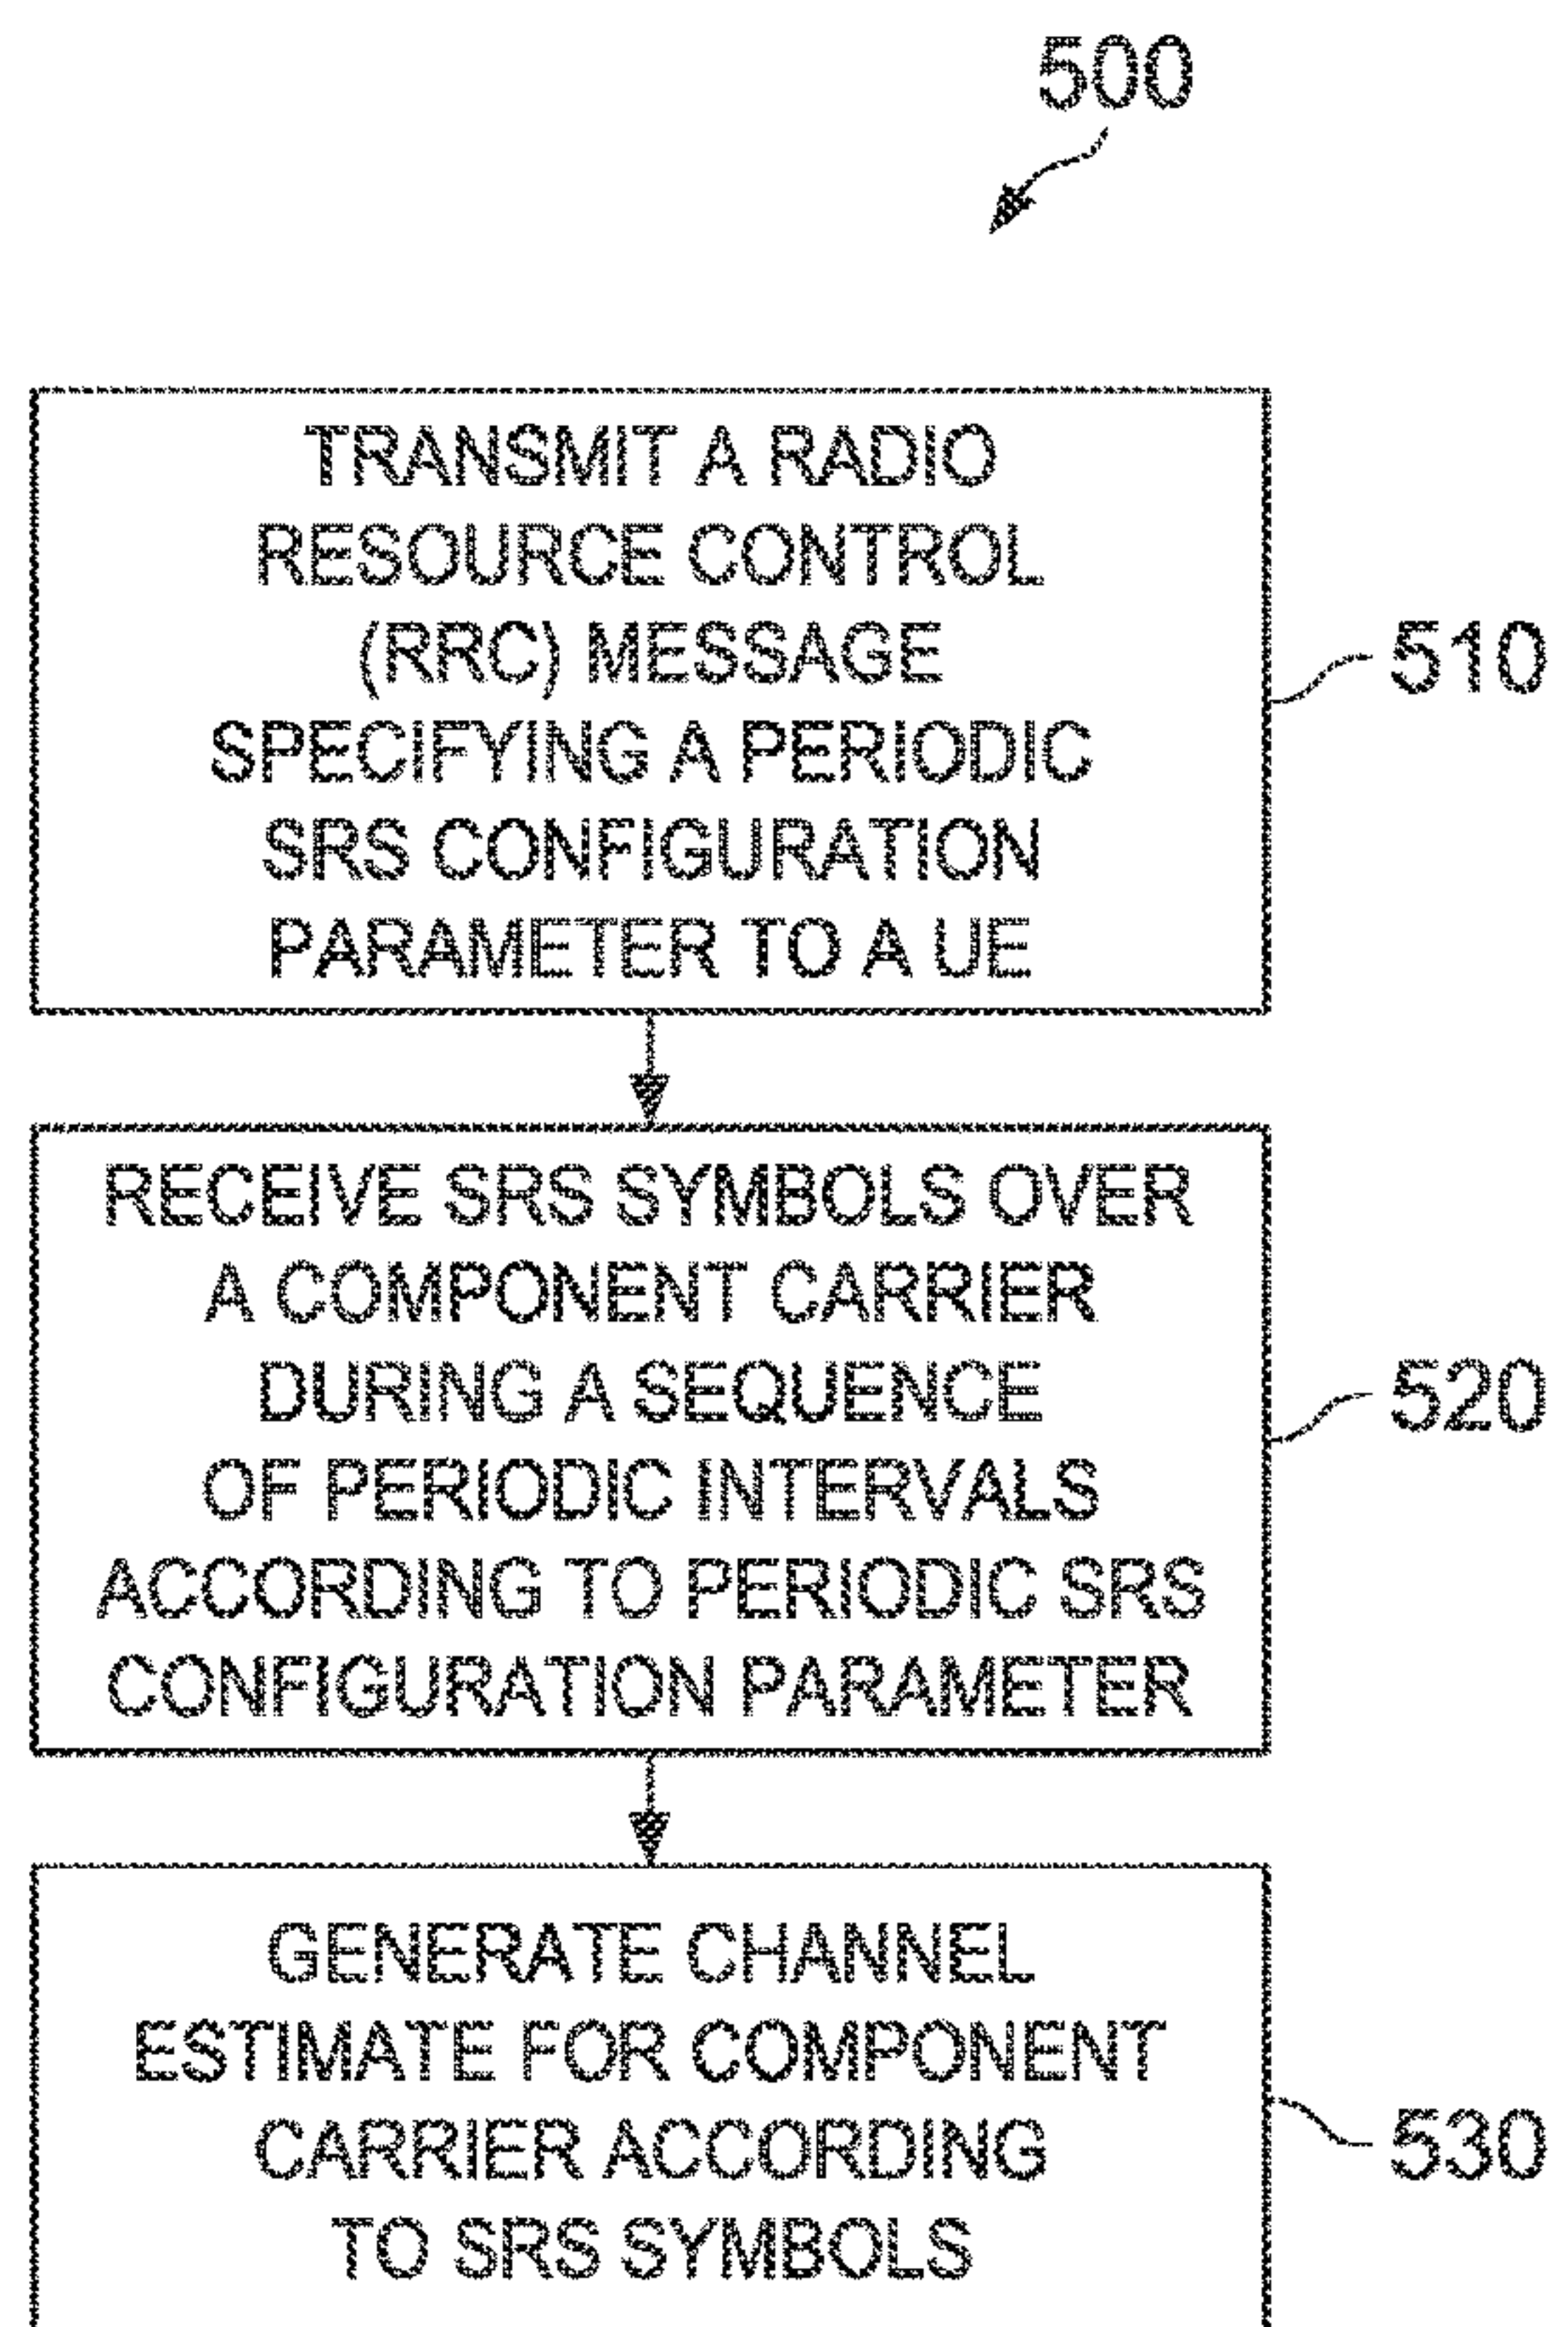 500
TRANSMIT A RADIO
RESOURCE CONTROL
(RRC) MESSAGE
SPECIFYING A PERIODIC
SRS CONFIGURATION
PARAMETER TO A UE
510
RECEIVE SRS SYMBOLS OVER
A COMPONENT CARRIER
DURING A SEQUENCE
OF PERIODIC INTERVALS
ACCORDING TO PERIODIC SRS
CONFIGURATION PARAMETER
520
GENERATE CHANNEL
ESTIMATE FOR COMPONENT
CARRIER ACCORDING
TO SRS SYMBOLS
530